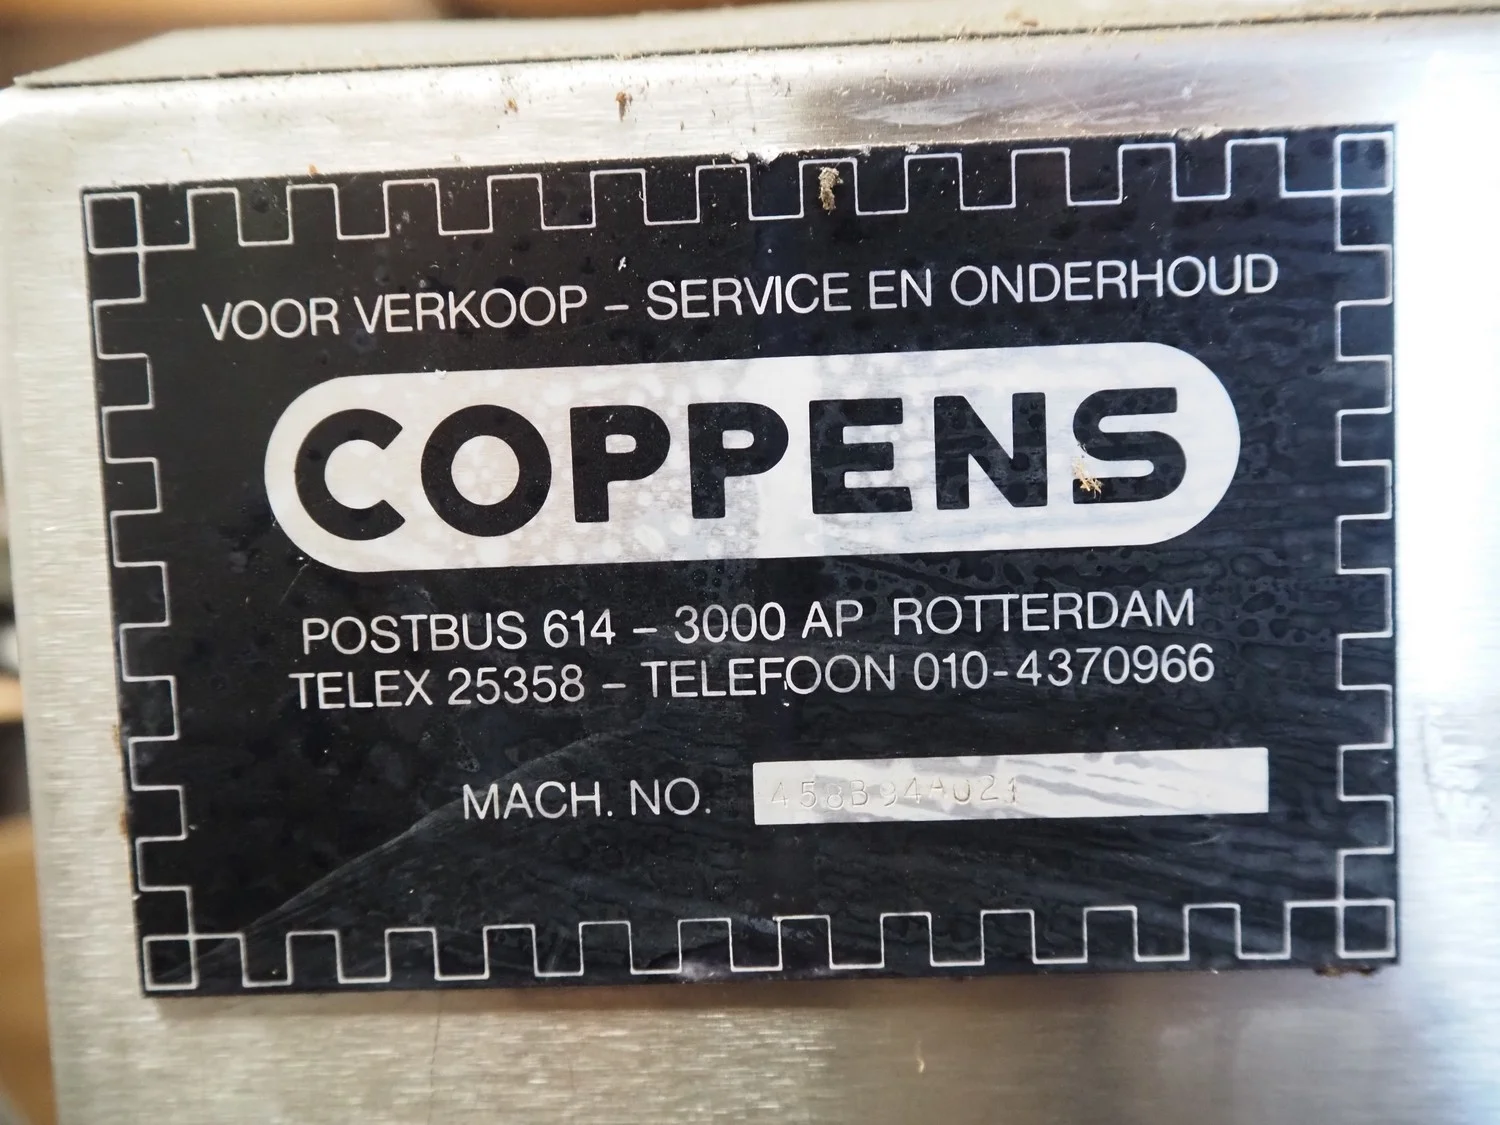 VOOR VERKOOP – SERVICE EN ONDERHOUD
COPPENS
POSTBUS 614 – 3000 AP ROTTERDAM
TELEX 25358 – TELEFOON 010-4370966
MACH. NO.